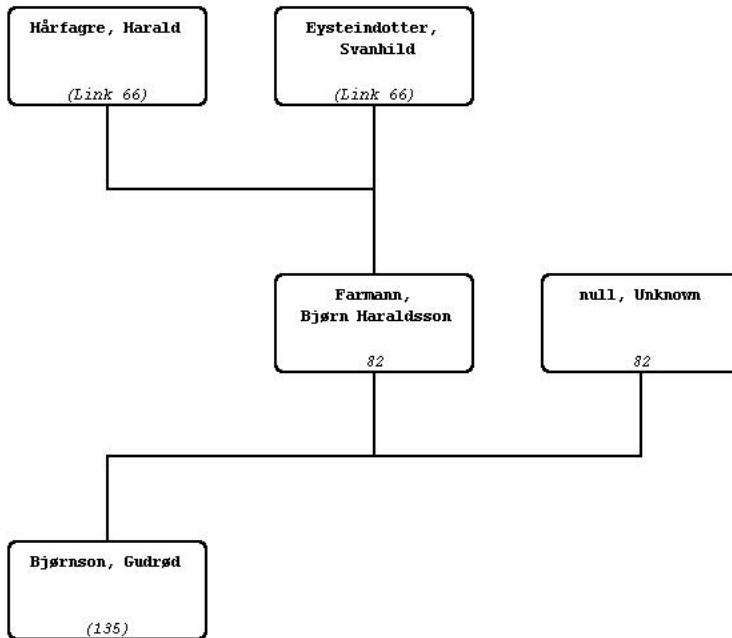 Hårfagre, Harald
(Link 66)
Eysteindotter,
Svanhild
(Link 66)
Farmann,
Bjørn Haraldsson
82
null, Unknown
82
Bjørnson, Gudrød
(135)